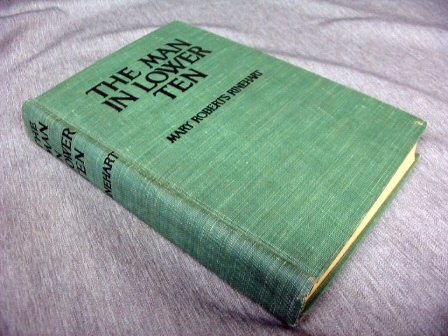 THE MAN
IN LOWER
TEN
MARY ROBERTS RINEHART
THE
MAN
IN
LOWER
TEN
RINEHART